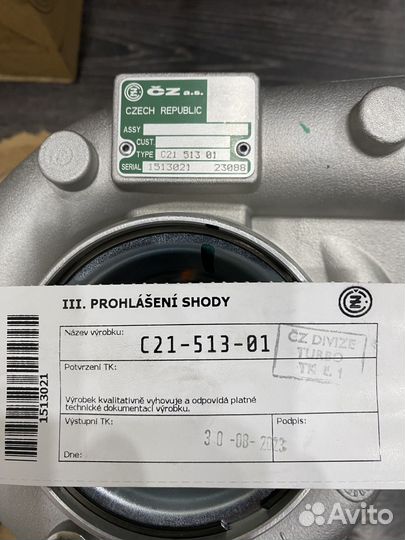 ČZ a.s.
CZECH REPUBLIC
ASSY
CUST.
TYPE C21 513 01
SERIAL 1513021 23088
III. PROHLÁŠENÍ SHODY
Název výrobku:
C21-513-01
ČZ DIVIZE
TURBO
TK č. 1
Potvrzení TK:
Výrobek kvalitativně vyhovuje a odpovídá platné
technické dokumentaci výrobku.
Výstupní TK:
Podpis:
30-08-2023
Dne:
1513021
Avito